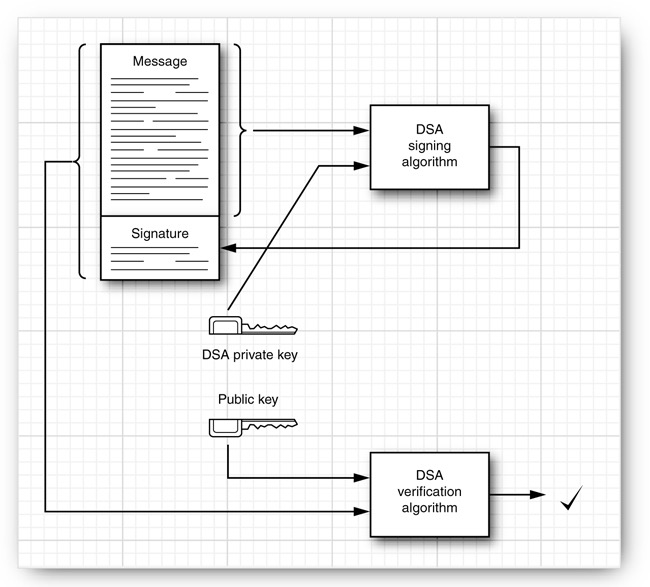 Message
DSA
signing
algorithm
Signature
DSA private key
Public key
DSA
verification
algorithm